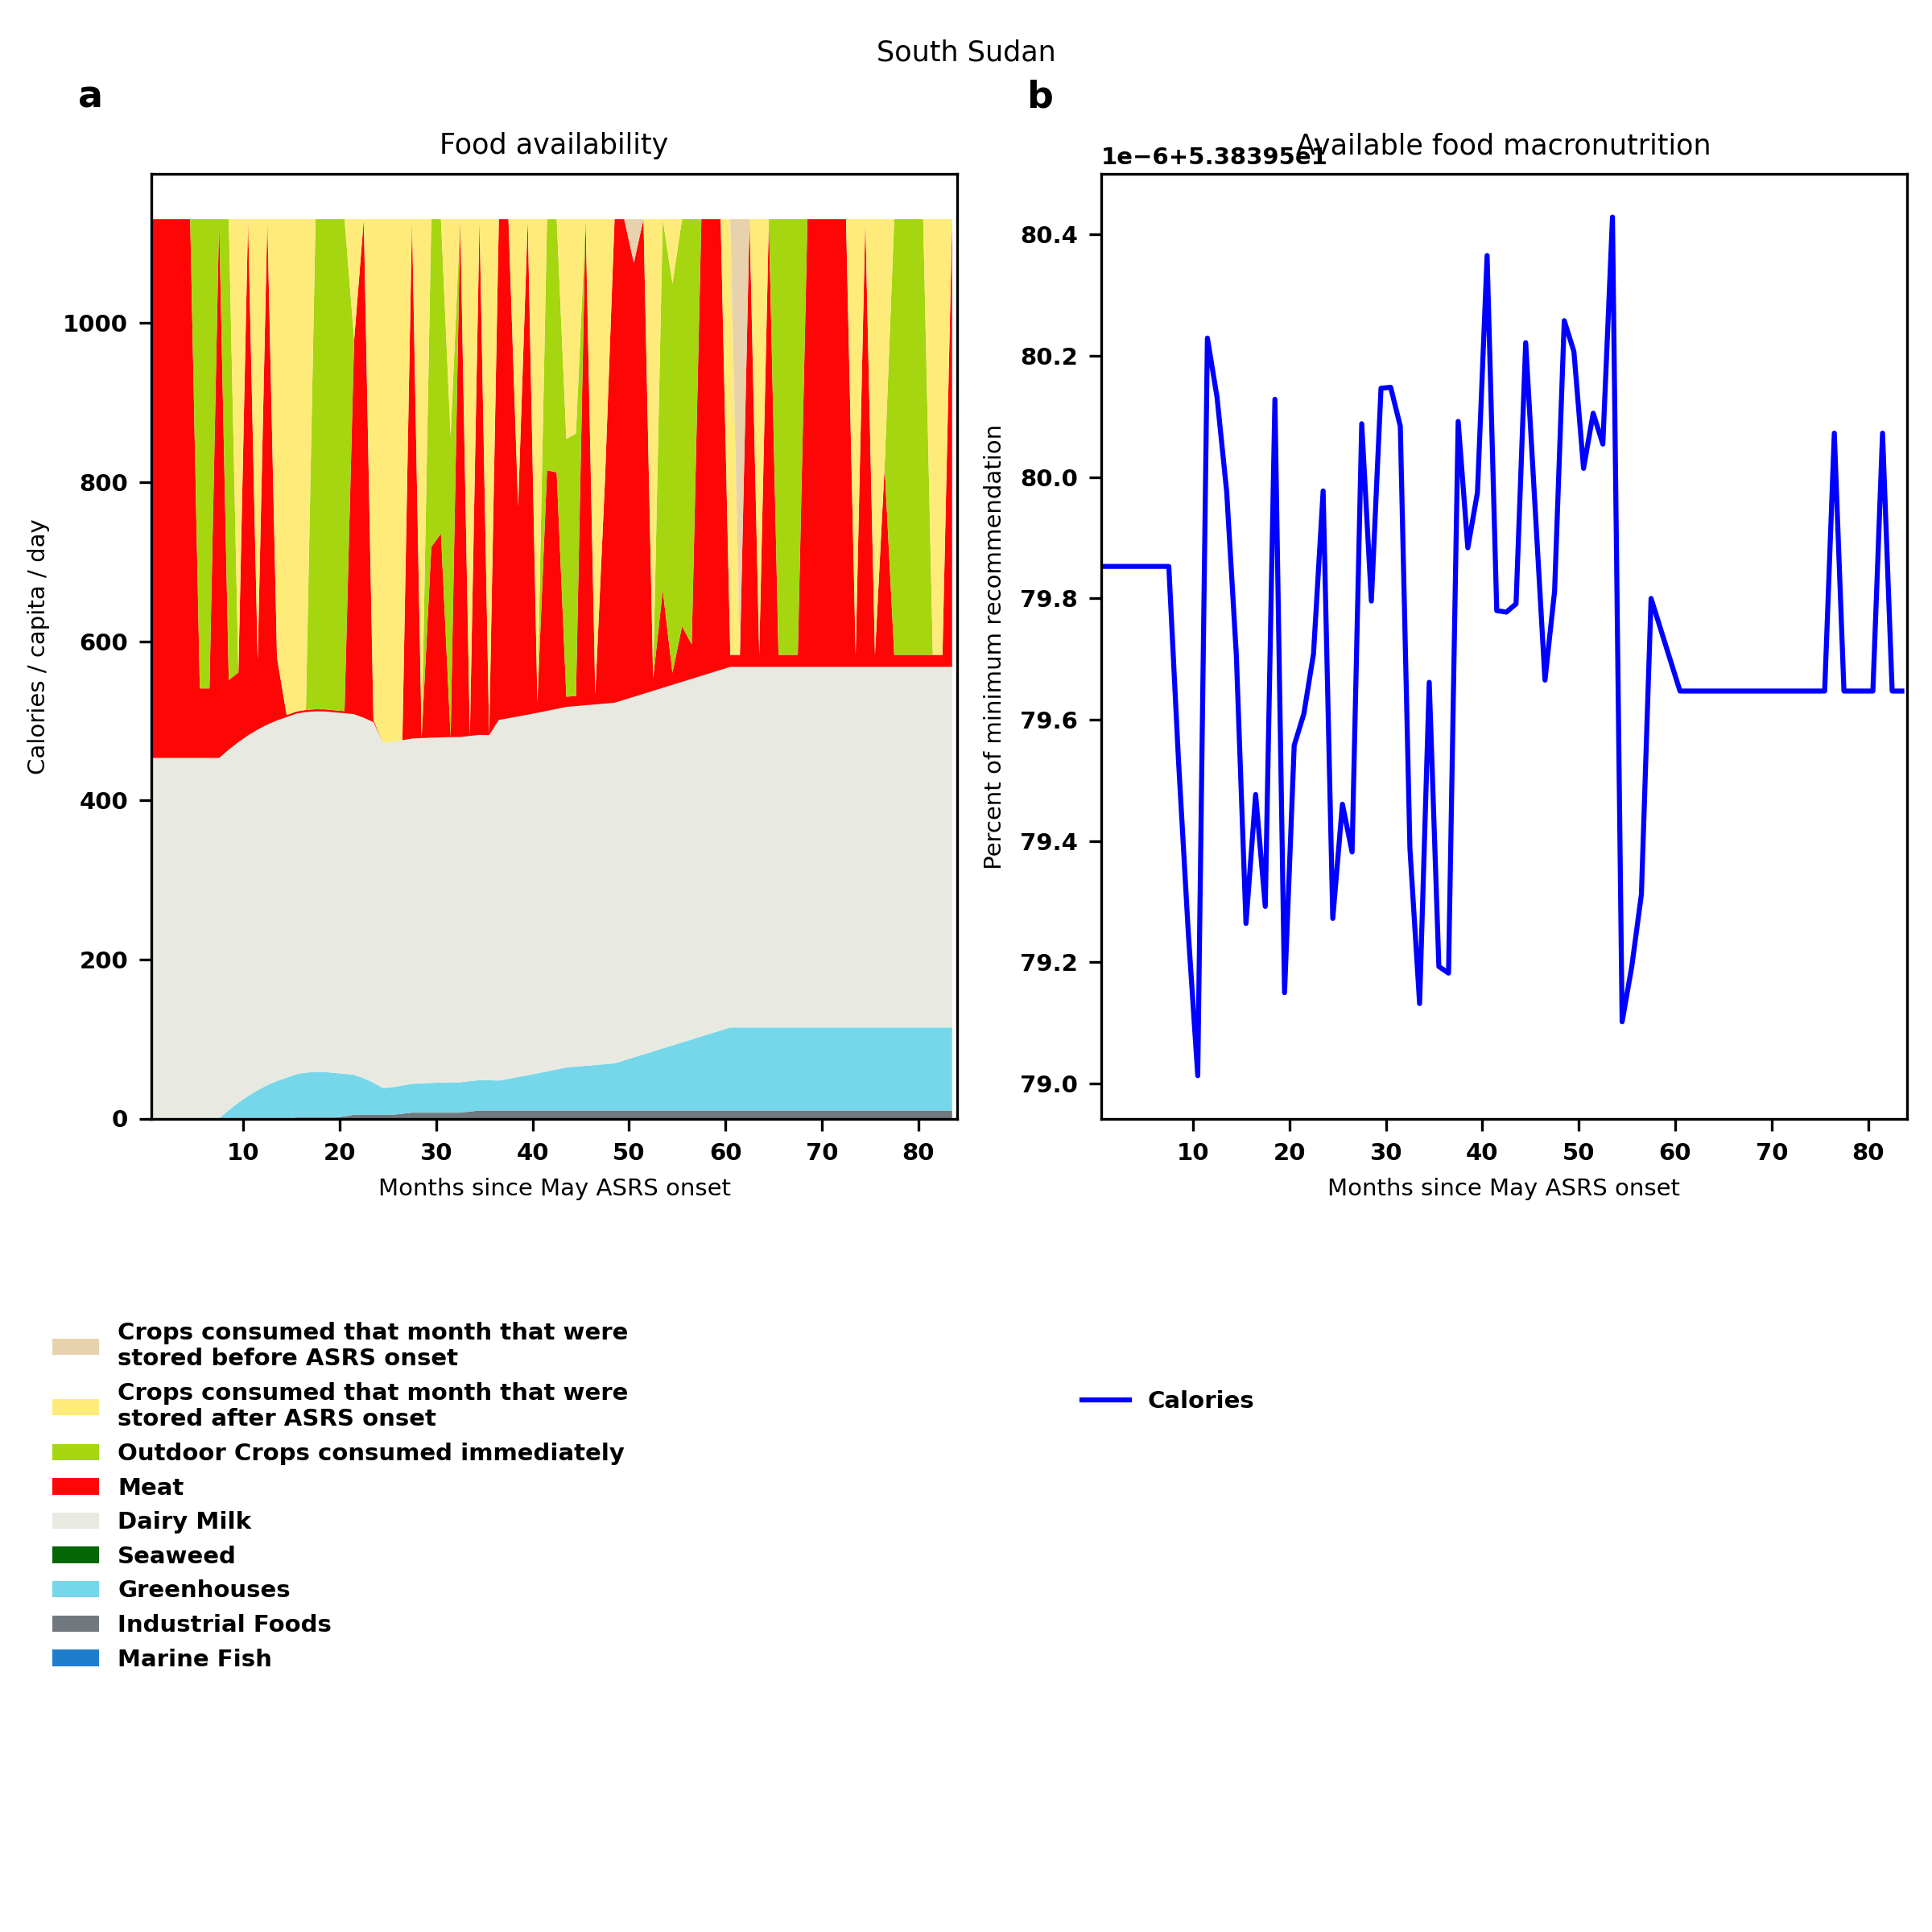 South Sudan
a
b
Food availability
Available food macronutrition
1e−6+5.38395e1
Calories / capita / day
1000
800
600
400
200
0
10 20 30 40 50 60 70 80
Months since May ASRS onset
Percent of minimum recommendation
80.4
80.2
80.0
79.8
79.6
79.4
79.2
79.0
10 20 30 40 50 60 70 80
Months since May ASRS onset
Crops consumed that month that were
stored before ASRS onset
Crops consumed that month that were
stored after ASRS onset
Outdoor Crops consumed immediately
Meat
Dairy Milk
Seaweed
Greenhouses
Industrial Foods
Marine Fish
Calories